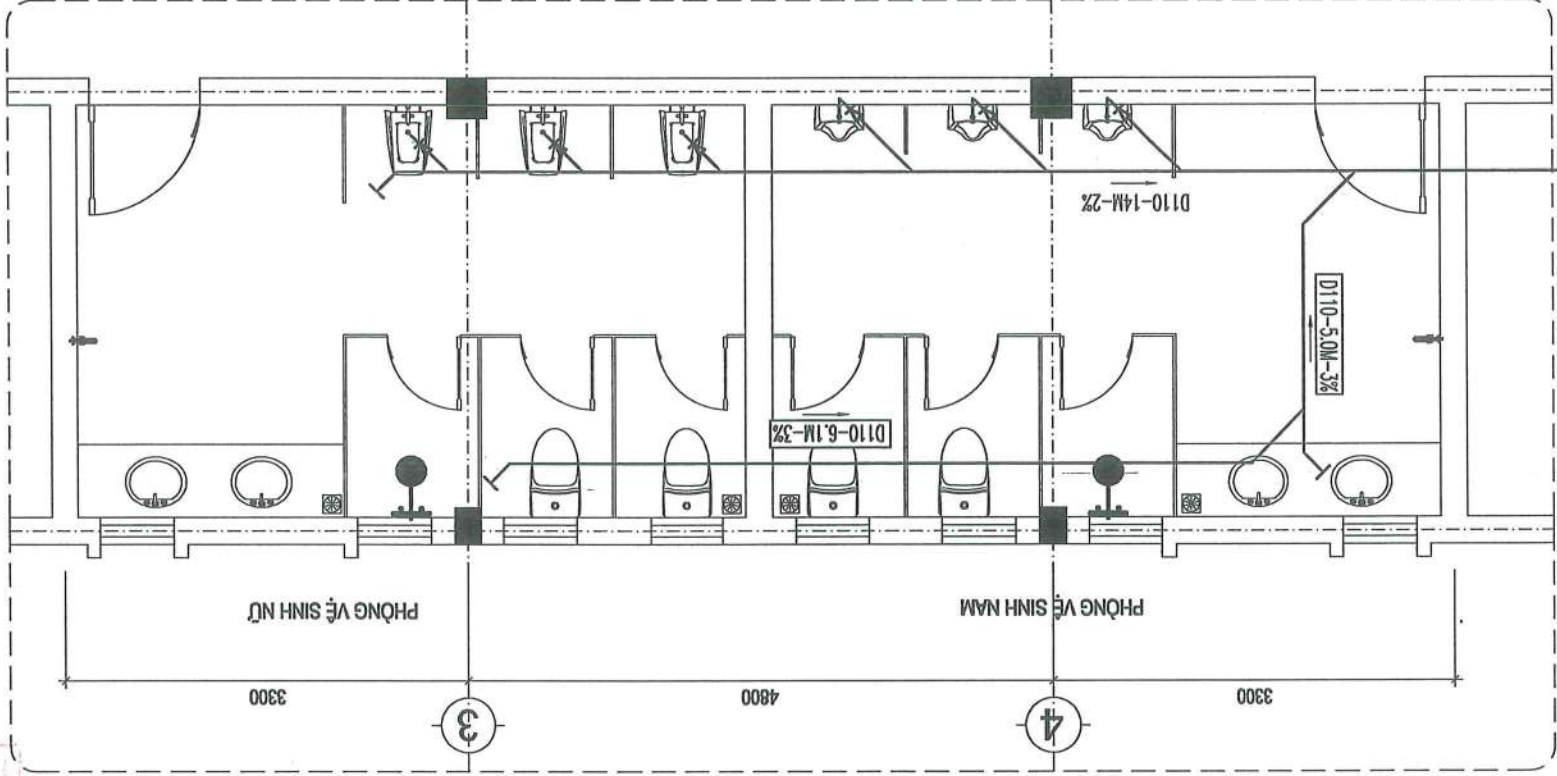 3300
4800
3300
4
3
PHÒNG VỆ SINH NAM
PHÒNG VỆ SINH NỮ
D110-6.1M-3%
D110-5.0M-3%
D110-14M-2%